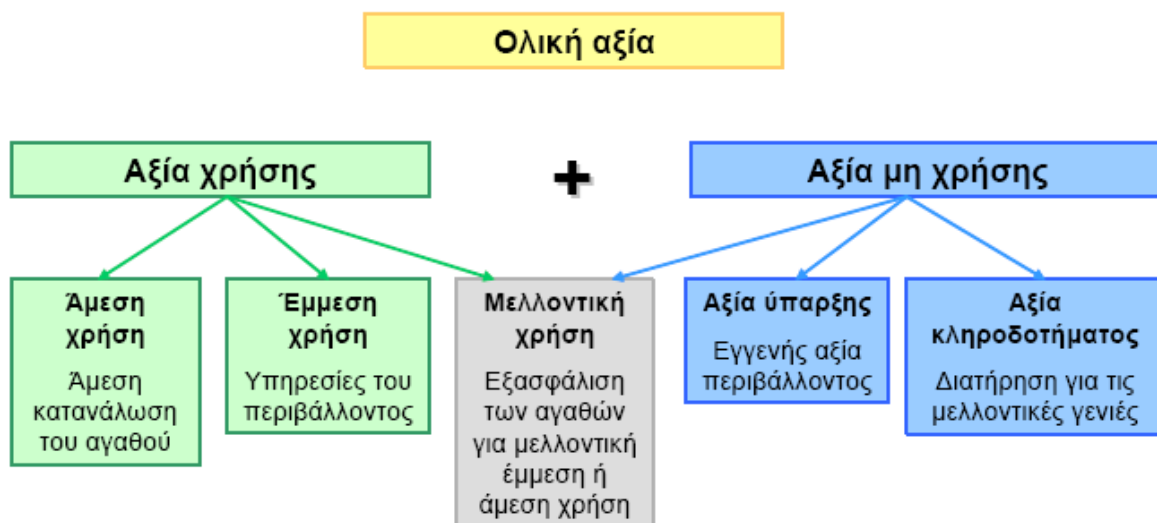 Ολική αξία
Αξία χρήσης
+
Αξία μη χρήσης
Άμεση
χρήση
Άμεση
κατανάλωση
του αγαθού
Έμμεση
χρήση
Υπηρεσίες του
περιβάλλοντος
Μελλοντική
χρήση
Εξασφάλιση
των αγαθών
για μελλοντική
έμμεση ή
άμεση χρήση
Αξία ύπαρξης
Εγγενής αξία
περιβάλλοντος
Αξία
κληροδοτήματος
Διατήρηση για τις
μελλοντικές γενιές